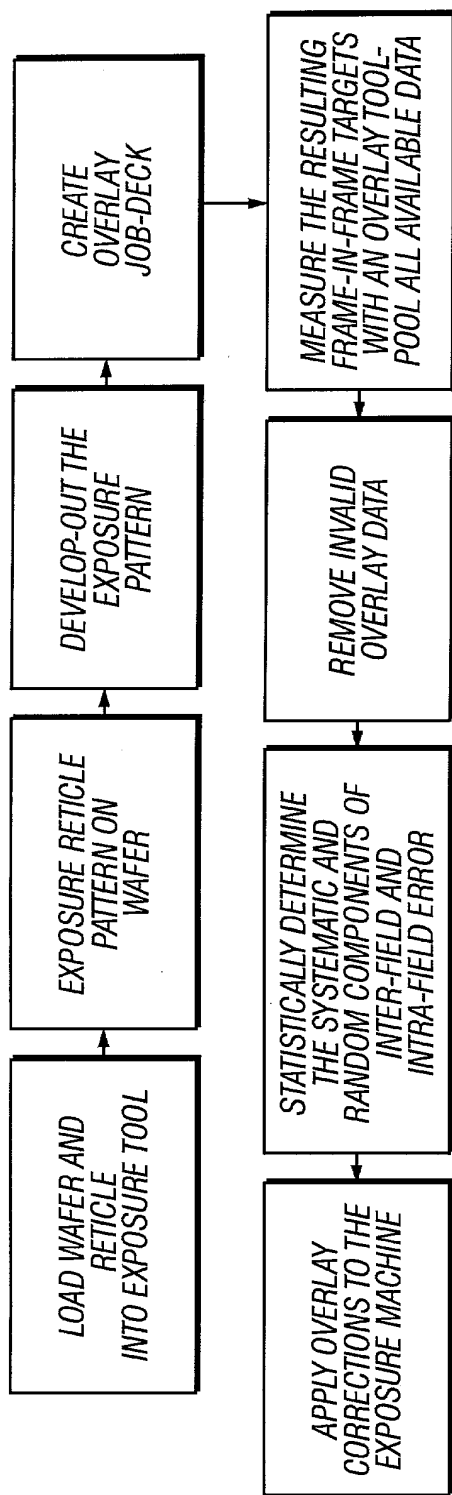 LOAD WAFER AND
RETICLE
INTO EXPOSURE TOOL
EXPOSURE RETICLE
PATTERN ON
WAFER
DEVELOP-OUT THE
EXPOSURE
PATTERN
CREATE
OVERLAY
JOB-DECK
MEASURE THE RESULTING
FRAME-IN-FRAME TARGETS
WITH AN OVERLAY TOOL-
POOL ALL AVAILABLE DATA
REMOVE INVALID
OVERLAY DATA
STATISTICALLY DETERMINE
THE SYSTEMATIC AND
RANDOM COMPONENTS OF
INTER-FIELD AND
INTRA-FIELD ERROR
APPLY OVERLAY
CORRECTIONS TO THE
EXPOSURE MACHINE